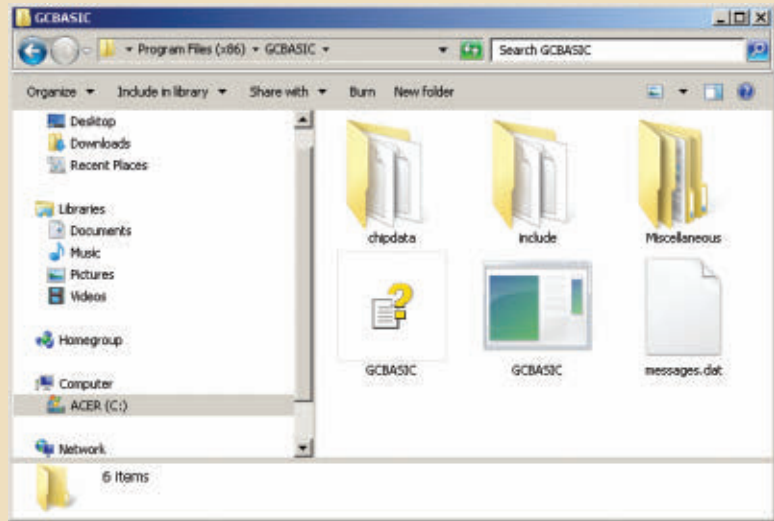 GCBASIC
Program Files (x86) GCBASIC
Search GCBASIC
Organize Include in library Share with Burn New folder
Desktop
Downloads
Recent Places
Libraries
Documents
Music
Pictures
Videos
Homegroup
Computer
ACER (C:)
Network
chipdata
include
Miscellaneous
GCBASIC
GCBASIC
messages.dat
6 items